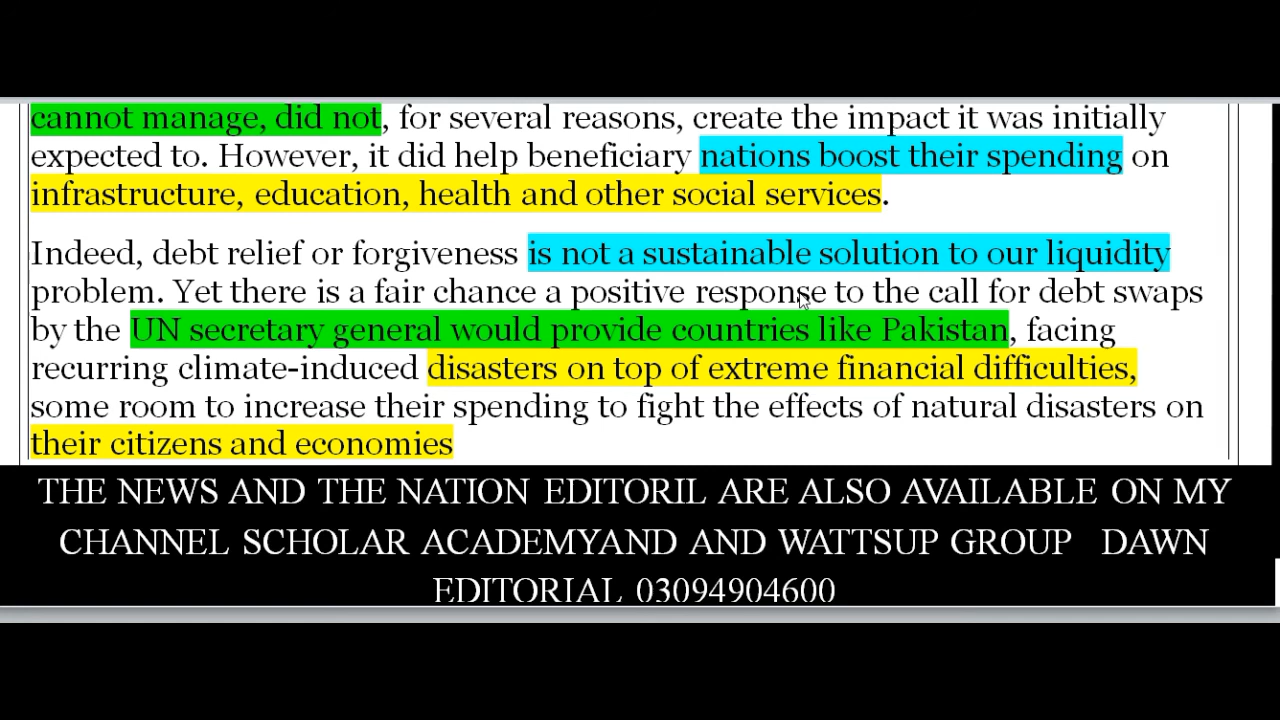 cannot manage, did not, for several reasons, create the impact it was initially
expected to. However, it did help beneficiary nations boost their spending on
infrastructure, education, health and other social services.
Indeed, debt relief or forgiveness is not a sustainable solution to our liquidity
problem. Yet there is a fair chance a positive response to the call for debt swaps
by the UN secretary general would provide countries like Pakistan, facing
recurring climate-induced disasters on top of extreme financial difficulties,
some room to increase their spending to fight the effects of natural disasters on
their citizens and economies
THE NEWS AND THE NATION EDITORIL ARE ALSO AVAILABLE ON MY
CHANNEL SCHOLAR ACADEMYAND AND WATTSUP GROUP DAWN
EDITORIAL 03094904600